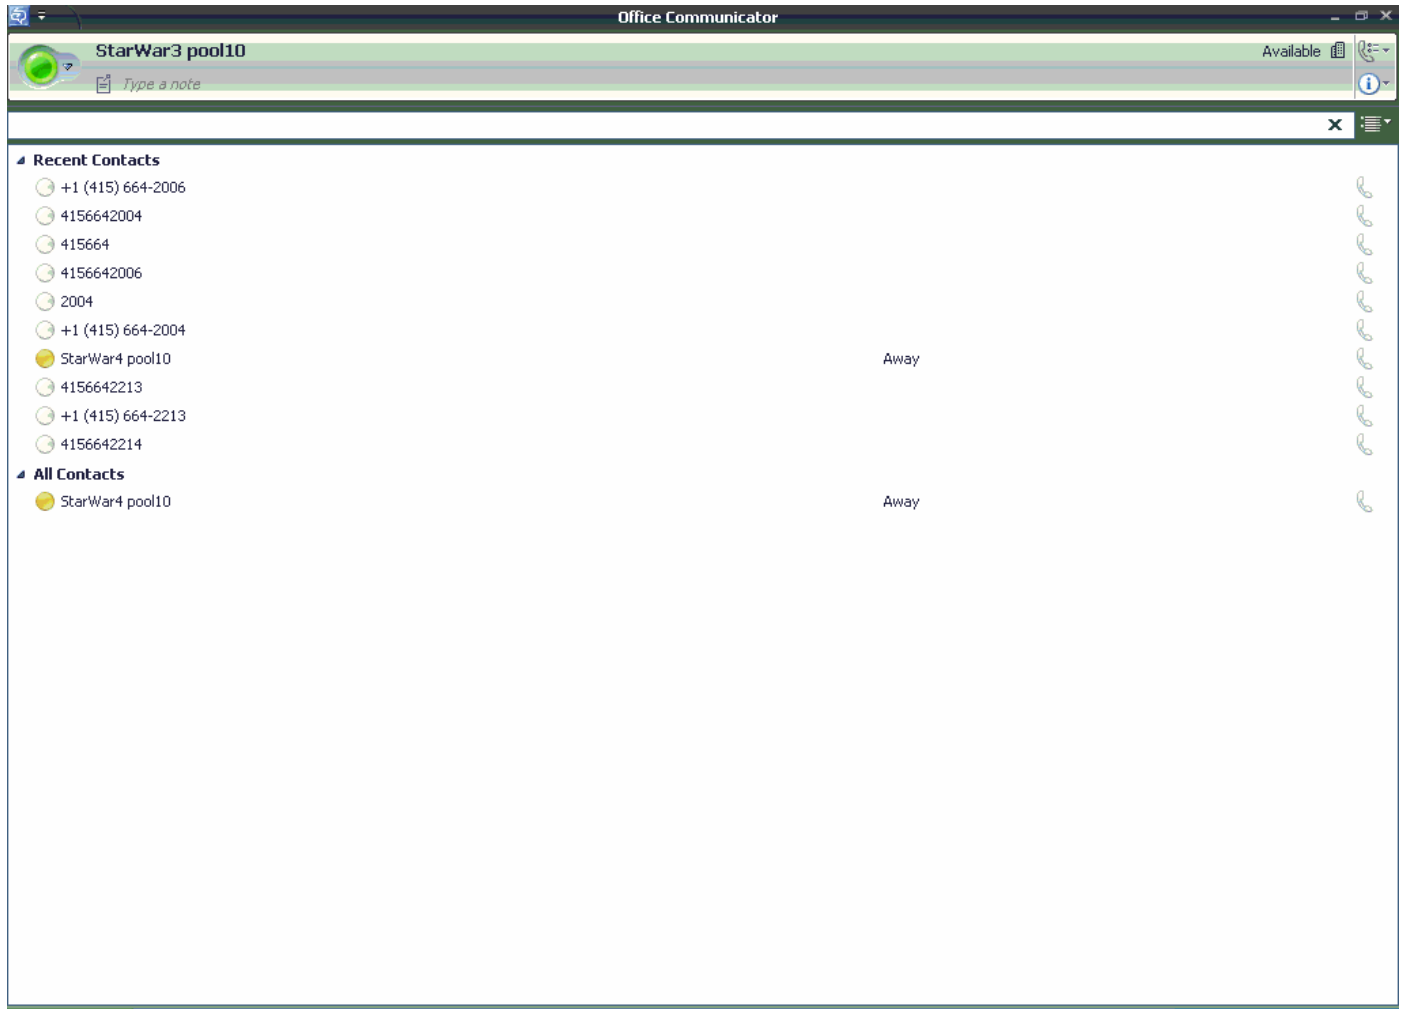 Office Communicator
StarWar3 pool10
Available
Type a note
Recent Contacts
+1 (415) 664-2006
4156642004
415664
4156642006
2004
+1 (415) 664-2004
StarWar4 pool10 Away
4156642213
+1 (415) 664-2213
4156642214
All Contacts
StarWar4 pool10 Away